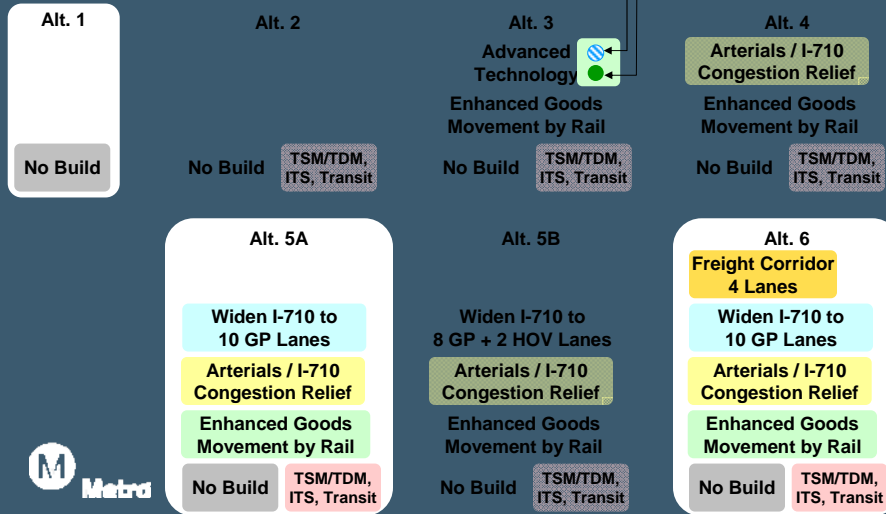 Alt. 1
No Build
Alt. 2
No Build
TSM/TDM,
ITS, Transit
Alt. 3
Advanced
Technology
Enhanced Goods
Movement by Rail
No Build
TSM/TDM,
ITS, Transit
Alt. 4
Arterials / I-710
Congestion Relief
Enhanced Goods
Movement by Rail
No Build
TSM/TDM,
ITS, Transit
Alt. 5A
Widen I-710 to
10 GP Lanes
Arterials / I-710
Congestion Relief
Enhanced Goods
Movement by Rail
No Build
TSM/TDM,
ITS, Transit
Alt. 5B
Widen I-710 to
8 GP + 2 HOV Lanes
Arterials / I-710
Congestion Relief
Enhanced Goods
Movement by Rail
No Build
TSM/TDM,
ITS, Transit
Alt. 6
Freight Corridor
4 Lanes
Widen I-710 to
10 GP Lanes
Arterials / I-710
Congestion Relief
Enhanced Goods
Movement by Rail
No Build
TSM/TDM,
ITS, Transit
M
Metro